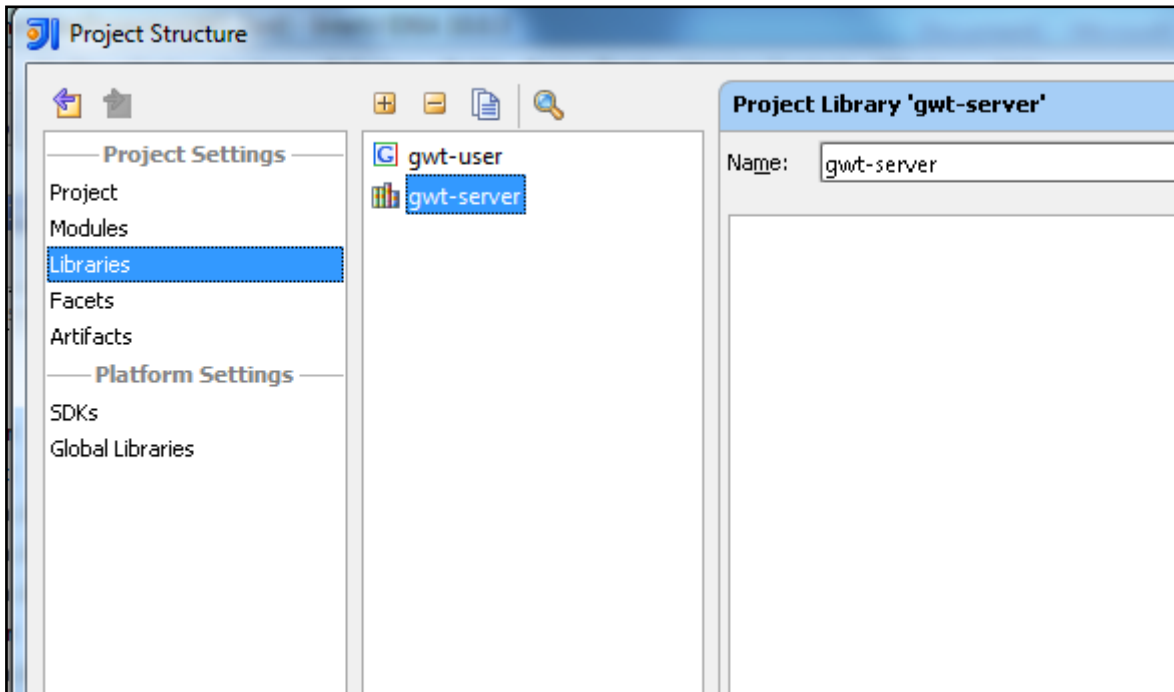 Project Structure
Project Settings
Project
Modules
Libraries
Facets
Artifacts
Platform Settings
SDKs
Global Libraries
gwt-user
gwt-server
Project Library 'gwt-server'
Name: gwt-server